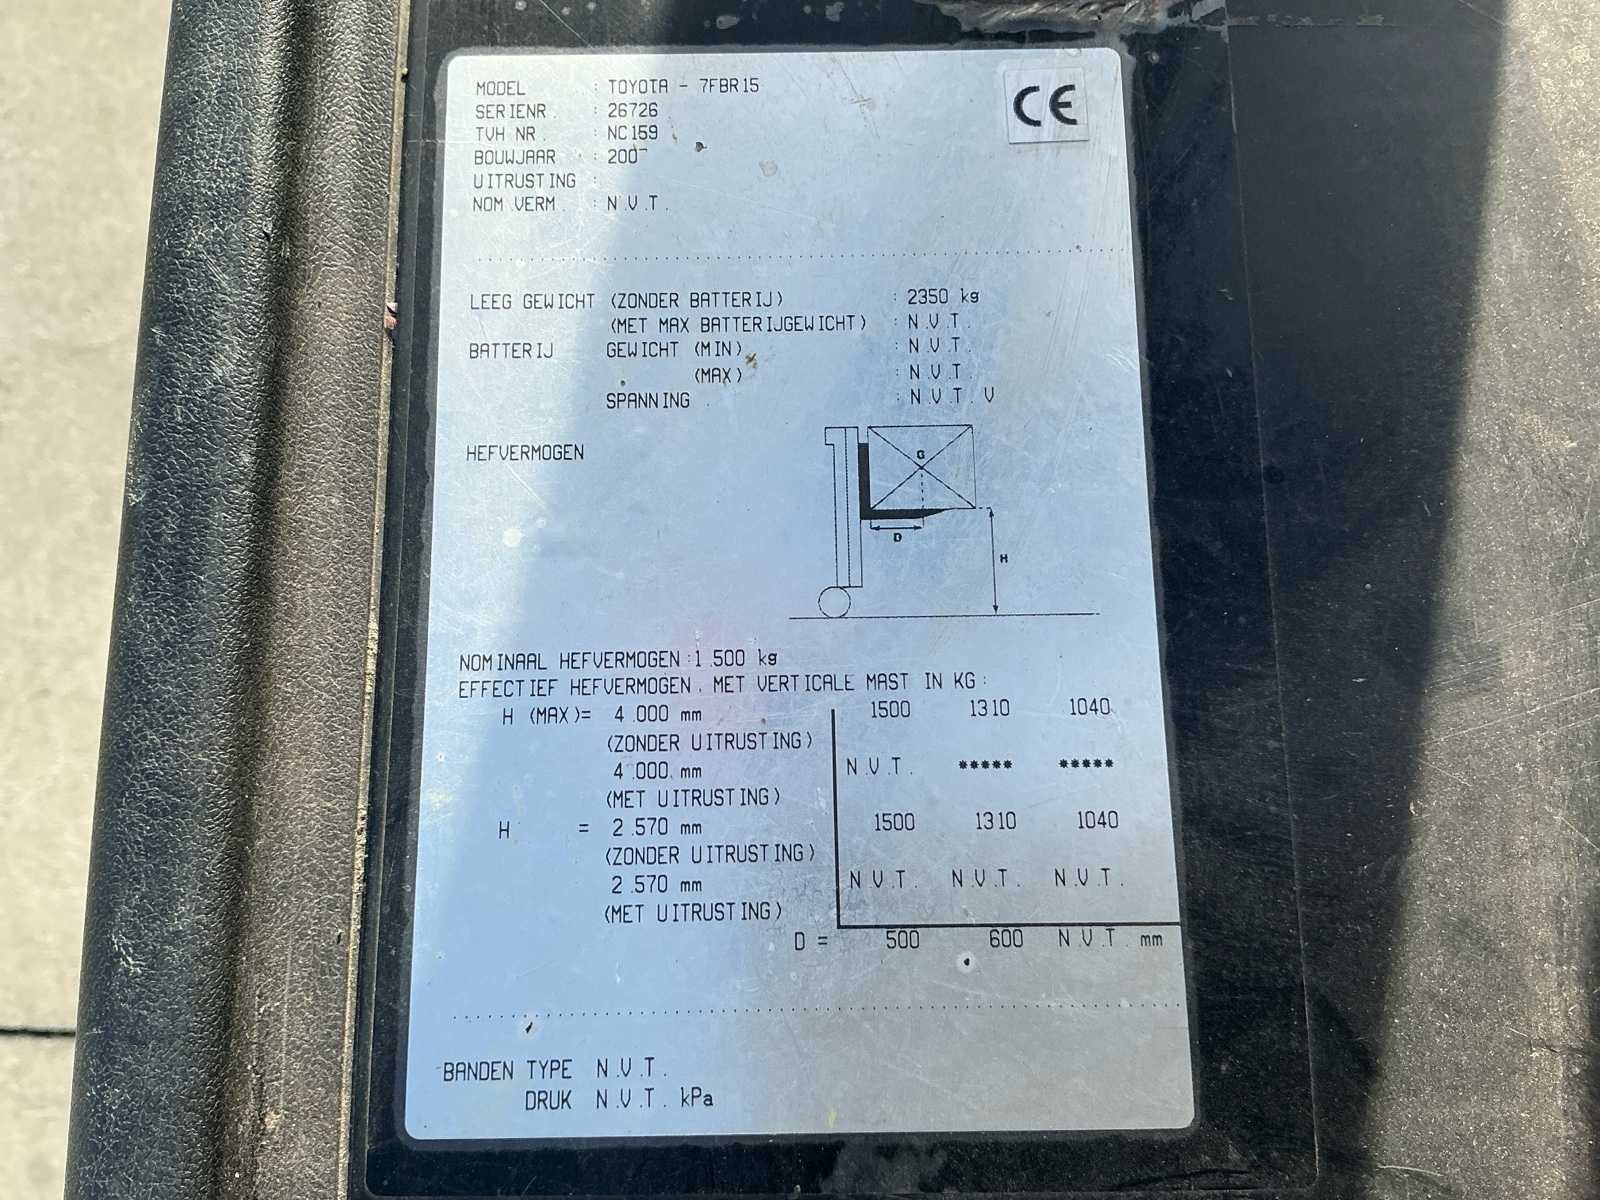 MODEL : TOYOTA - 7FBR15
CE
SERIENR. : 26726
TVH NR. : NC159
BOUWJAAR : 200
UITRUSTING :
NOM.VERM. : N.V.T.
LEEG GEWICHT (ZONDER BATTERIJ) : 2350 kg
(MET MAX BATTERIJGEWICHT) : N.V.T.
BATTERIJ GEWICHT (MIN) : N.V.T.
(MAX) : N.V.T.
SPANNING : N.V.T. V
HEFVERMOGEN
G
D
H
NOMINAAL HEFVERMOGEN :1.500 kg
EFFECTIEF HEFVERMOGEN, MET VERTICALE MAST IN KG :
H (MAX)= 4.000 mm 1500 1310 1040
(ZONDER UITRUSTING)
4.000 mm N.V.T. ***** *****
(MET UITRUSTING)
H = 2.570 mm 1500 1310 1040
(ZONDER UITRUSTING)
2.570 mm N.V.T. N.V.T. N.V.T.
(MET UITRUSTING)
D = 500 600 N.V.T. mm
BANDEN TYPE N.V.T.
DRUK N.V.T. kPa